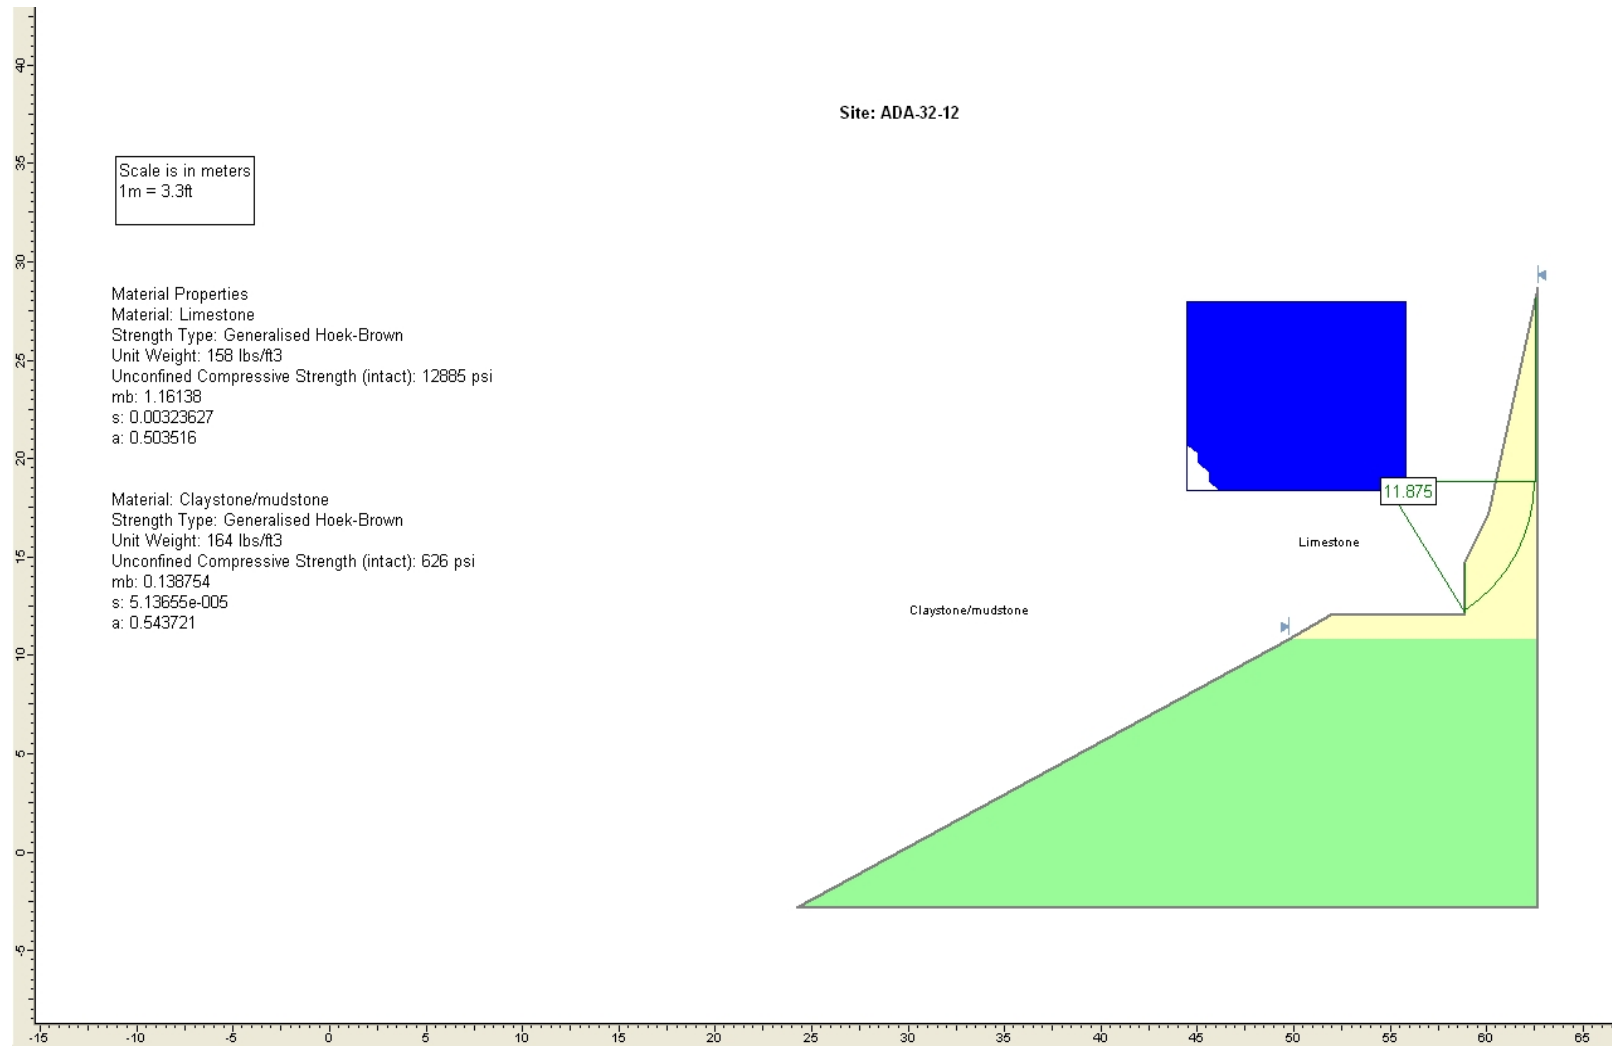 Site: ADA-32-12
Scale is in meters
1m = 3.3ft
Material Properties
Material: Limestone
Strength Type: Generalised Hoek-Brown
Unit Weight: 158 lbs/ft3
Unconfined Compressive Strength (intact): 12885 psi
mb: 1.16138
s: 0.00323627
a: 0.503516
Material: Claystone/mudstone
Strength Type: Generalised Hoek-Brown
Unit Weight: 164 lbs/ft3
Unconfined Compressive Strength (intact): 626 psi
mb: 0.138754
s: 5.13655e-005
a: 0.543721
11.875
Limestone
Claystone/mudstone
40
35
30
25
20
15
10
5
0
-5
-15 -10 -5 0 5 10 15 20 25 30 35 40 45 50 55 60 65